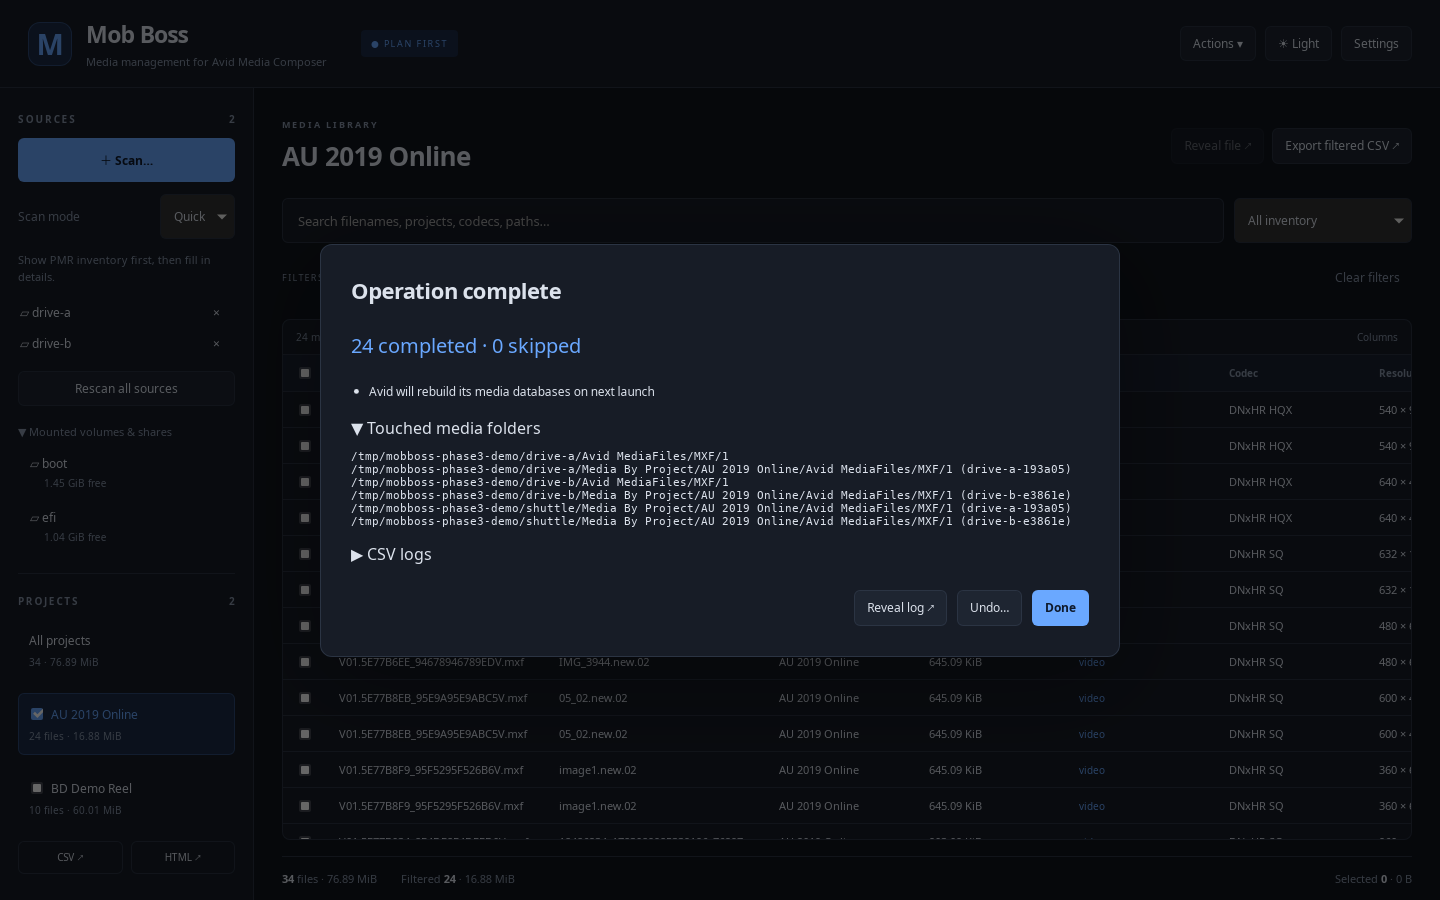 M
Mob Boss
Media management for Avid Media Composer
● PLAN FIRST
Actions ▾
☀ Light
Settings
SOURCES 2
+ Scan...
Scan mode Quick
Show PMR inventory first, then fill in
details.
drive-a ×
drive-b ×
Rescan all sources
▼ Mounted volumes & shares
boot
1.45 GiB free
efi
1.04 GiB free
PROJECTS 2
All projects
34 · 76.89 MiB
AU 2019 Online
24 files · 16.88 MiB
BD Demo Reel
10 files · 60.01 MiB
CSV ↗ HTML ↗
MEDIA LIBRARY
AU 2019 Online
Reveal file ↗ Export filtered CSV ↗
Search filenames, projects, codecs, paths... All inventory
FILTERS Clear filters
24 m Columns
Codec Resolu
DNxHR HQX 540 ×
DNxHR HQX 540 ×
DNxHR HQX 640 ×
DNxHR HQX 640 ×
DNxHR SQ 632 ×
DNxHR SQ 632 ×
DNxHR SQ 480 ×
Operation complete
24 completed · 0 skipped
• Avid will rebuild its media databases on next launch
▼ Touched media folders
/tmp/mobboss-phase3-demo/drive-a/Avid MediaFiles/MXF/1
/tmp/mobboss-phase3-demo/drive-a/Media By Project/AU 2019 Online/Avid MediaFiles/MXF/1 (drive-a-193a05)
/tmp/mobboss-phase3-demo/drive-b/Avid MediaFiles/MXF/1
/tmp/mobboss-phase3-demo/drive-b/Media By Project/AU 2019 Online/Avid MediaFiles/MXF/1 (drive-b-e3861e)
/tmp/mobboss-phase3-demo/shuttle/Media By Project/AU 2019 Online/Avid MediaFiles/MXF/1 (drive-a-193a05)
/tmp/mobboss-phase3-demo/shuttle/Media By Project/AU 2019 Online/Avid MediaFiles/MXF/1 (drive-b-e3861e)
▶ CSV logs
Reveal log ↗ Undo... Done
V01.5E77B6EE_94678946789EDV.mxf IMG_3944.new.02 AU 2019 Online 645.09 KiB video DNxHR SQ 480 ×
V01.5E77B8EB_95E9A95E9ABC5V.mxf 05_02.new.02 AU 2019 Online 645.09 KiB video DNxHR SQ 600 ×
V01.5E77B8EB_95E9A95E9ABC5V.mxf 05_02.new.02 AU 2019 Online 645.09 KiB video DNxHR SQ 600 ×
V01.5E77B8F9_95F5295F526B6V.mxf image1.new.02 AU 2019 Online 645.09 KiB video DNxHR SQ 360 ×
V01.5E77B8F9_95F5295F526B6V.mxf image1.new.02 AU 2019 Online 645.09 KiB video DNxHR SQ 360 ×
34 files · 76.89 MiB Filtered 24 · 16.88 MiB Selected 0 · 0 B